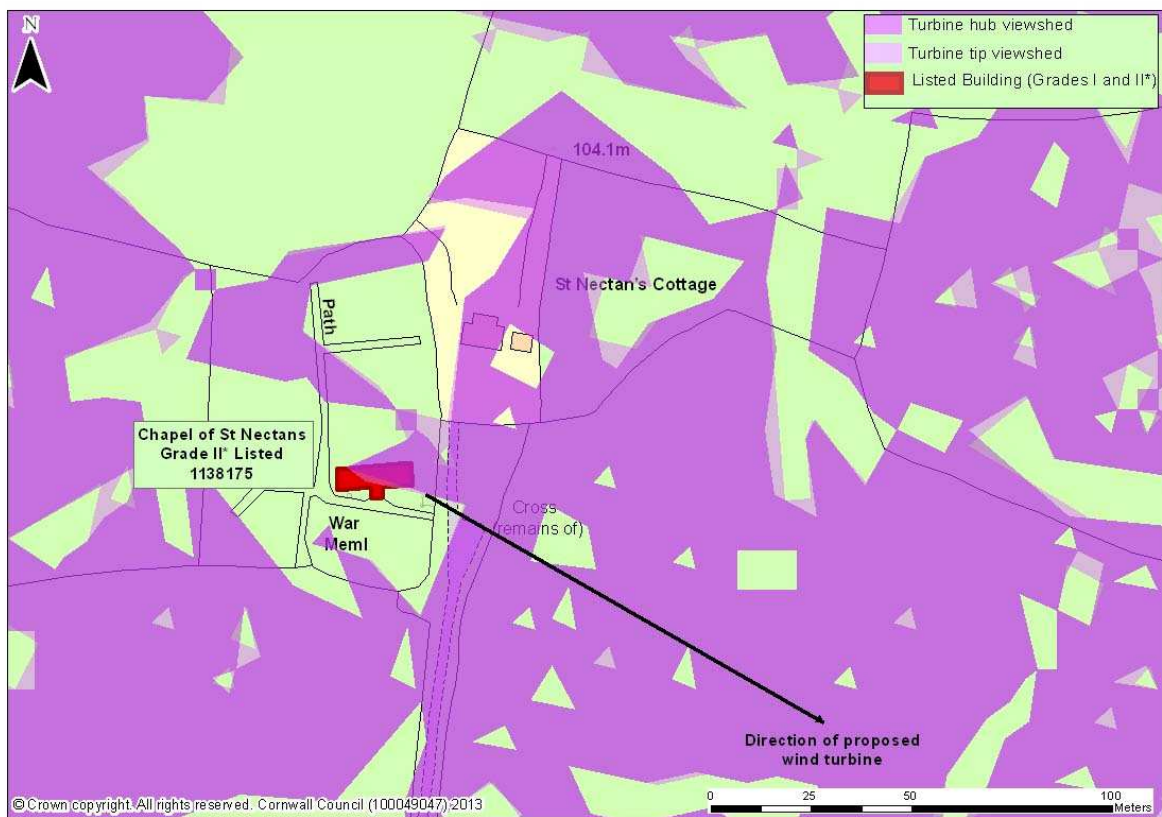 N
Turbine hub viewshed
Turbine tip viewshed
Listed Building (Grades I and II*)
104.1m
St Nectan's Cottage
Path
Chapel of St Nectans
Grade II* Listed
1138175
Cross
(remains of)
War
Meml
Direction of proposed
wind turbine
© Crown copyright. All rights reserved. Cornwall Council (100049047) 2013
0 25 50 100
Meters